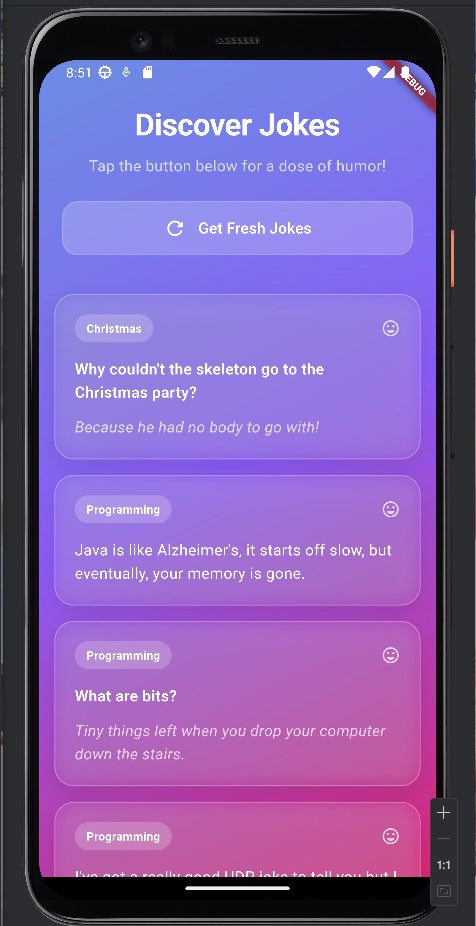 8:51
DEBUG
Discover Jokes
Tap the button below for a dose of humor!
Get Fresh Jokes
Christmas
Why couldn't the skeleton go to the
Christmas party?
Because he had no body to go with!
Programming
Java is like Alzheimer's, it starts off slow, but
eventually, your memory is gone.
Programming
What are bits?
Tiny things left when you drop your computer
down the stairs.
Programming
I've got a really good UDP joke to tell you but I
1:1